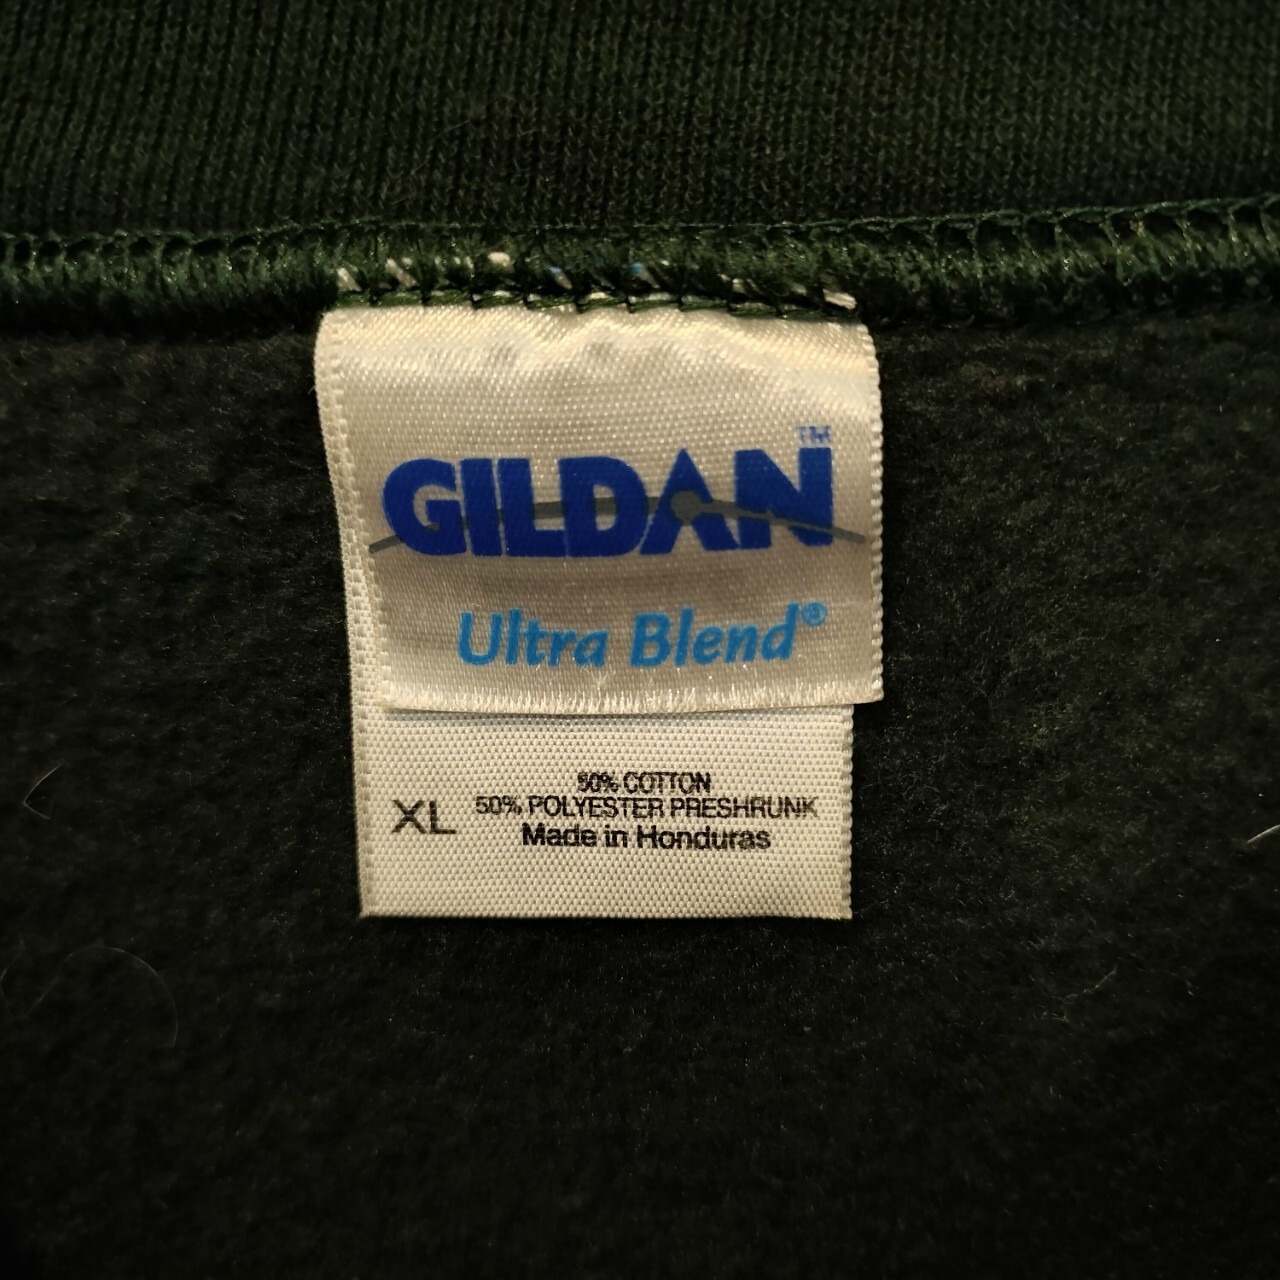 GILDAN™
Ultra Blend®
50% COTTON
XL 50% POLYESTER PRESHRUNK
Made in Honduras